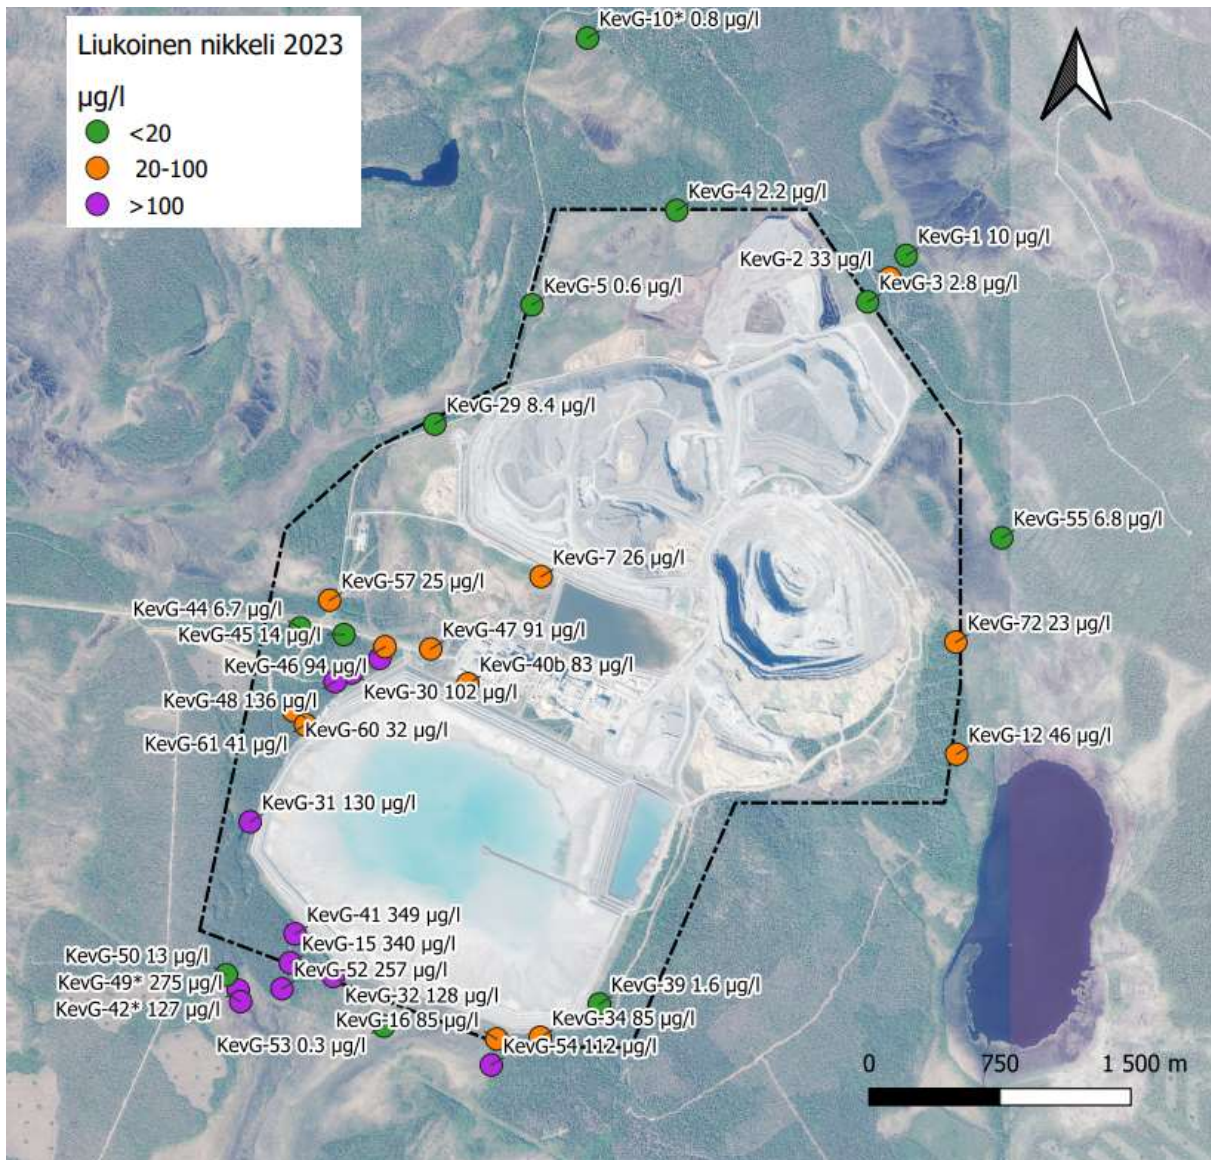 Liukoinen nikkeli 2023
µg/l
<20
20-100
>100
KevG-10* 0.8 µg/l
KevG-4 2.2 µg/l
KevG-1 10 µg/l
KevG-2 33 µg/l
KevG-3 2.8 µg/l
KevG-5 0.6 µg/l
KevG-29 8.4 µg/l
KevG-55 6.8 µg/l
KevG-7 26 µg/l
KevG-57 25 µg/l
KevG-44 6.7 µg/l
KevG-45 14 µg/l
KevG-47 91 µg/l
KevG-72 23 µg/l
KevG-46 94 µg/l
KevG-40b 83 µg/l
KevG-30 102 µg/l
KevG-48 136 µg/l
KevG-60 32 µg/l
KevG-61 41 µg/l
KevG-12 46 µg/l
KevG-31 130 µg/l
KevG-41 349 µg/l
KevG-15 340 µg/l
KevG-50 13 µg/l
KevG-52 257 µg/l
KevG-49* 275 µg/l
KevG-39 1.6 µg/l
KevG-32 128 µg/l
KevG-42* 127 µg/l
KevG-16 85 µg/l
KevG-34 85 µg/l
KevG-53 0.3 µg/l
KevG-54 112 µg/l
0 750 1 500 m